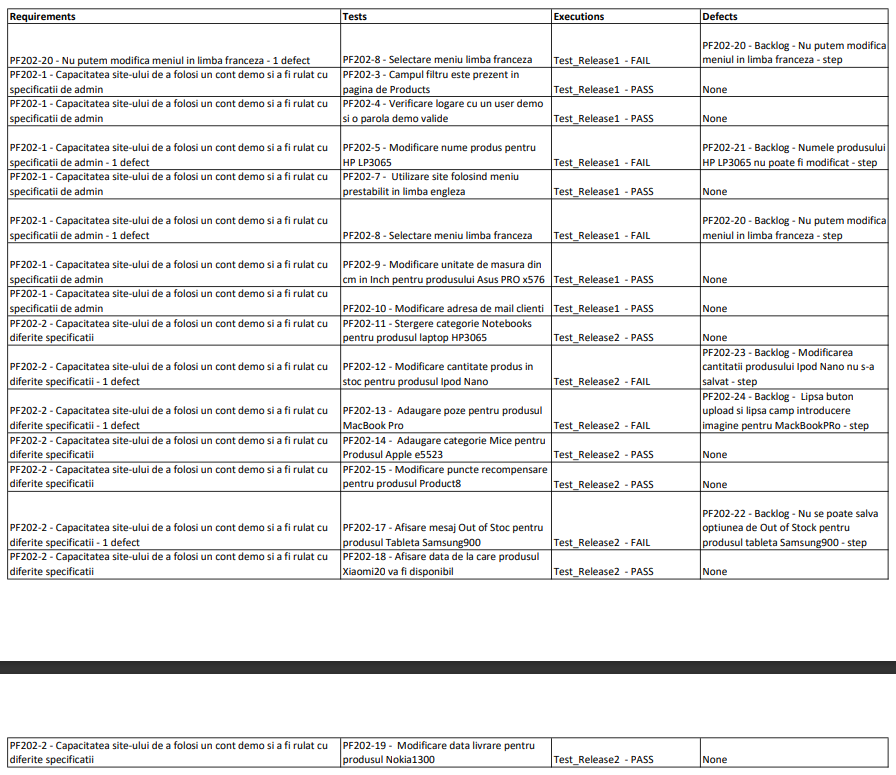 Requirements Tests Executions Defects
PF202-20 - Nu putem modifica meniul in limba franceza - 1 defect PF202-8 - Selectare meniu limba franceza Test_Release1 - FAIL PF202-20 - Backlog - Nu putem modifica
meniul in limba franceza - step
PF202-1 - Capacitatea site-ului de a folosi un cont demo si a fi rulat cu
specificatii de admin
PF202-3 - Campul filtru este prezent in
pagina de Products
Test_Release1 - PASS
None
PF202-1 - Capacitatea site-ului de a folosi un cont demo si a fi rulat cu
specificatii de admin
PF202-4 - Verificare logare cu un user demo
si o parola demo valide
Test_Release1 - PASS
None
PF202-1 - Capacitatea site-ului de a folosi un cont demo si a fi rulat cu
specificatii de admin - 1 defect
PF202-5 - Modificare nume produs pentru
HP LP3065
Test_Release1 - FAIL
PF202-21 - Backlog - Numele produsului
HP LP3065 nu poate fi modificat - step
PF202-1 - Capacitatea site-ului de a folosi un cont demo si a fi rulat cu
specificatii de admin
PF202-7 - Utilizare site folosind meniu
prestabilit in limba engleza
Test_Release1 - PASS
None
PF202-1 - Capacitatea site-ului de a folosi un cont demo si a fi rulat cu
specificatii de admin - 1 defect
PF202-8 - Selectare meniu limba franceza
Test_Release1 - FAIL
PF202-20 - Backlog - Nu putem modifica
meniul in limba franceza - step
PF202-1 - Capacitatea site-ului de a folosi un cont demo si a fi rulat cu
specificatii de admin
PF202-9 - Modificare unitate de masura din
cm in Inch pentru produsului Asus PRO x576
Test_Release1 - PASS
None
PF202-1 - Capacitatea site-ului de a folosi un cont demo si a fi rulat cu
specificatii de admin
PF202-10 - Modificare adresa de mail clienti
Test_Release1 - PASS
None
PF202-2 - Capacitatea site-ului de a folosi un cont demo si a fi rulat cu
diferite specificatii
PF202-11 - Stergere categorie Notebooks
pentru produsul laptop HP3065
Test_Release2 - PASS
None
PF202-2 - Capacitatea site-ului de a folosi un cont demo si a fi rulat cu
diferite specificatii - 1 defect
PF202-12 - Modificare cantitate produs in
stoc pentru produsul Ipod Nano
Test_Release2 - FAIL
PF202-23 - Backlog - Modificarea
cantitatii produsului Ipod Nano nu s-a
salvat - step
PF202-2 - Capacitatea site-ului de a folosi un cont demo si a fi rulat cu
diferite specificatii - 1 defect
PF202-13 - Adaugare poze pentru produsul
MacBook Pro
Test_Release2 - FAIL
PF202-24 - Backlog - Lipsa buton
upload si lipsa camp introducere
imagine pentru MackBookPRo - step
PF202-2 - Capacitatea site-ului de a folosi un cont demo si a fi rulat cu
diferite specificatii
PF202-14 - Adaugare categorie Mice pentru
Produsul Apple e5523
Test_Release2 - PASS
None
PF202-2 - Capacitatea site-ului de a folosi un cont demo si a fi rulat cu
diferite specificatii
PF202-15 - Modificare puncte recompensare
pentru produsul Product8
Test_Release2 - PASS
None
PF202-2 - Capacitatea site-ului de a folosi un cont demo si a fi rulat cu
diferite specificatii - 1 defect
PF202-17 - Afisare mesaj Out of Stoc pentru
produsul Tableta Samsung900
Test_Release2 - FAIL
PF202-22 - Backlog - Nu se poate salva
optiunea de Out of Stock pentru
produsul tableta Samsung900 - step
PF202-2 - Capacitatea site-ului de a folosi un cont demo si a fi rulat cu
diferite specificatii
PF202-18 - Afisare data de la care produsul
Xiaomi20 va fi disponibil
Test_Release2 - PASS
None
PF202-2 - Capacitatea site-ului de a folosi un cont demo si a fi rulat cu
diferite specificatii
PF202-19 - Modificare data livrare pentru
produsul Nokia1300
Test_Release2 - PASS
None